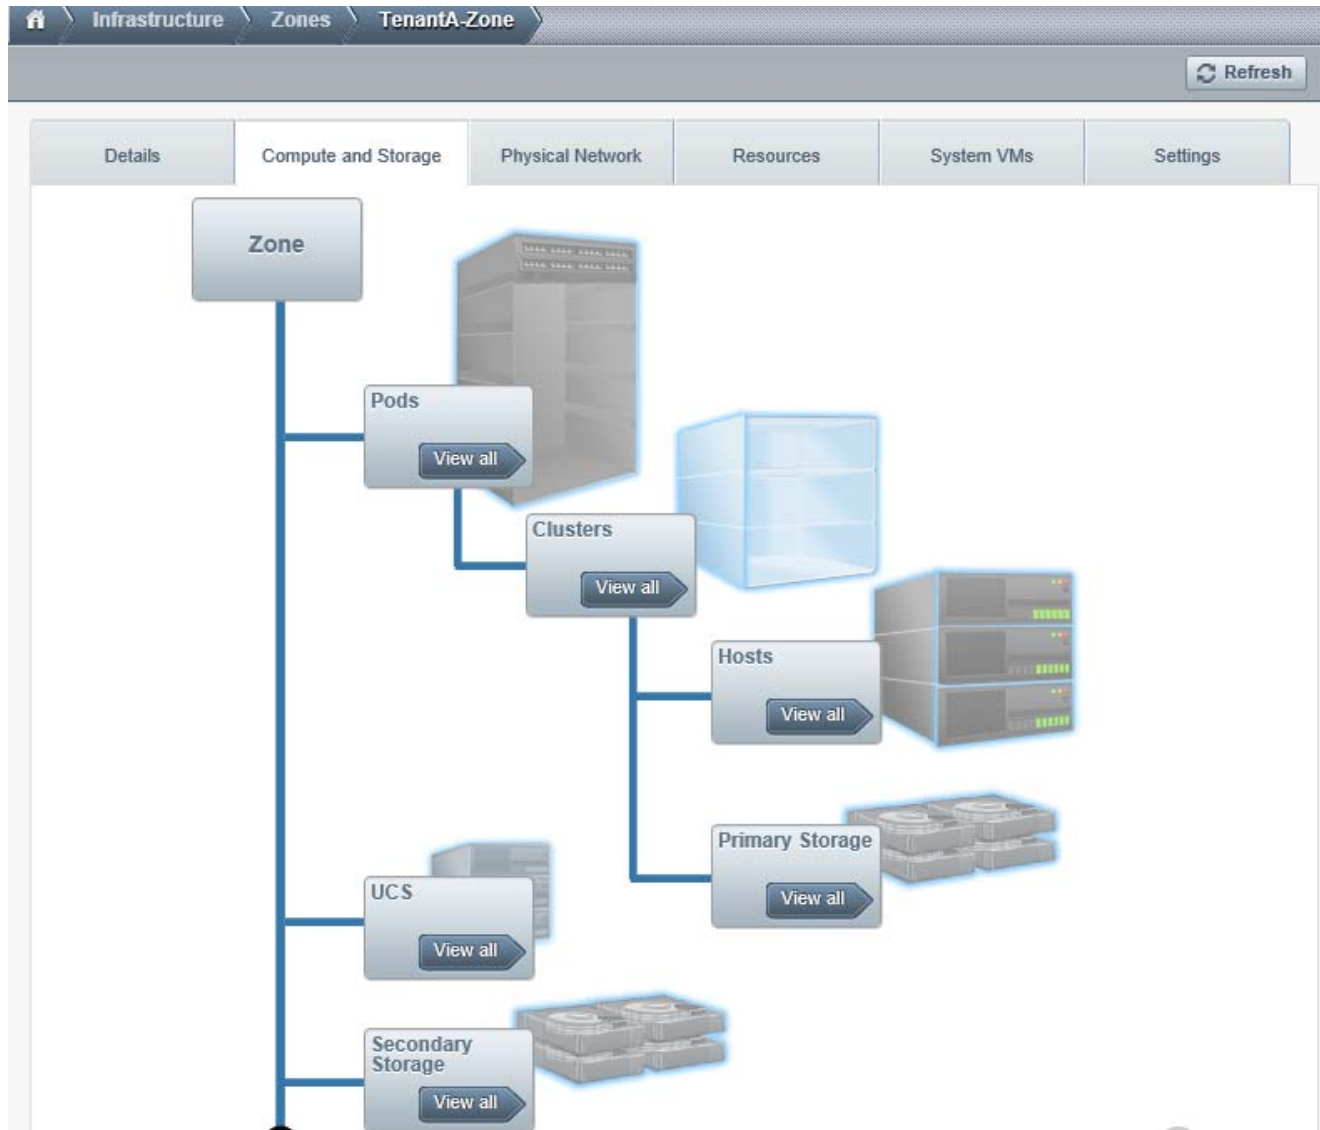 Infrastructure Zones TenantA-Zone
Refresh
Details Compute and Storage Physical Network Resources System VMs Settings
Zone
Pods
View all
Clusters
View all
Hosts
View all
Primary Storage
View all
UCS
View all
Secondary
Storage
View all